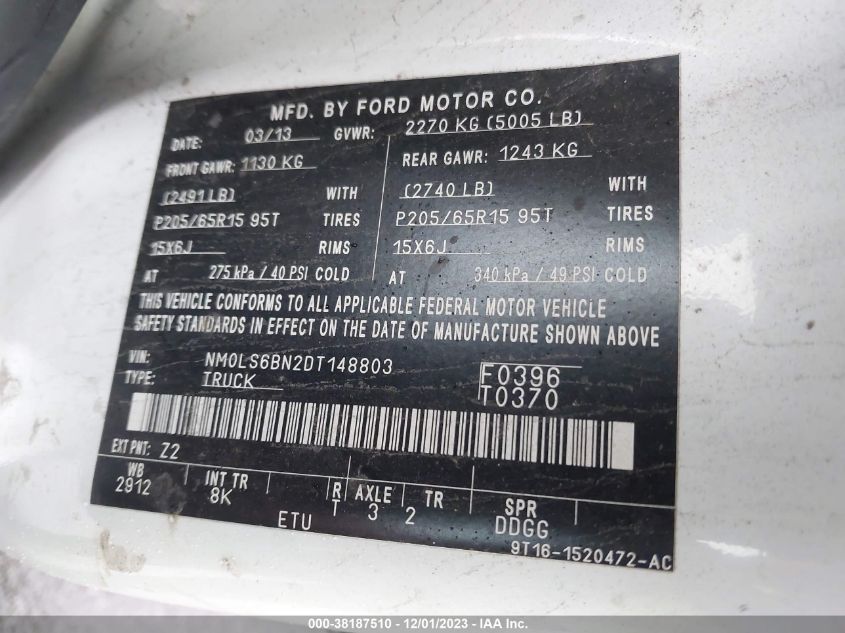 MFD. BY FORD MOTOR CO.
DATE: 03/13 GVWR: 2270 KG (5005 LB)
FRONT GAWR: 1130 KG REAR GAWR: 1243 KG
(2491 LB) WITH (2740 LB) WITH
P205/65R15 95T TIRES P205/65R15 95T TIRES
15X6J RIMS 15X6J RIMS
AT 275 kPa / 40 PSI COLD AT 340 kPa / 49 PSI COLD
THIS VEHICLE CONFORMS TO ALL APPLICABLE FEDERAL MOTOR VEHICLE
SAFETY STANDARDS IN EFFECT ON THE DATE OF MANUFACTURE SHOWN ABOVE
VIN: NM0LS6BN2DT148803 F0396
TYPE: TRUCK T0370
EXT PNT: Z2
WB INT TR R AXLE TR SPR
2912 8K T 3 2 DDGG
ETU
9T16-1520472-AC
000-38187510 - 12/01/2023 - IAA Inc.